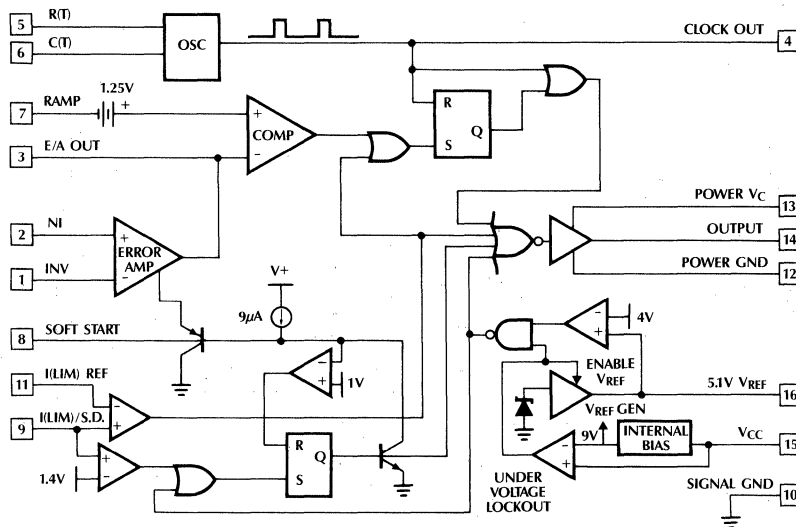 5 R(T)
6 C(T)
OSC
CLOCK OUT 4
7 RAMP
1.25V
+
3 E/A OUT
+
COMP
−
R
S Q
POWER VC 13
OUTPUT 14
POWER GND 12
2 NI
1 INV
+
ERROR
AMP
−
V+
9μA
8 SOFT START
−
+
1V
−
+
4V
ENABLE
VREF
5.1V VREF 16
VREF GEN
11 I(LIM) REF
9 I(LIM)/S.D.
−
+
+
−
1.4V
R
S Q
9V
INTERNAL
BIAS
VCC 15
−
+
UNDER
VOLTAGE
LOCKOUT
SIGNAL GND 10